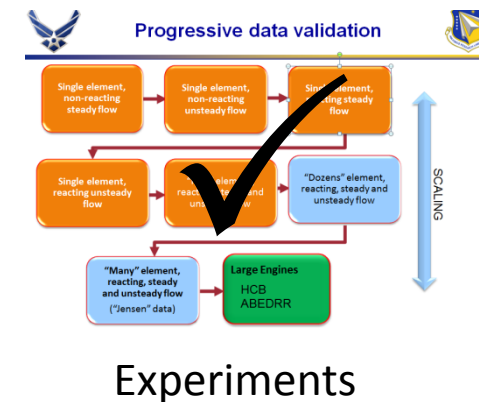 Progressive data validation
Single element,
non-reacting
steady flow
Single element,
non-reacting
unsteady flow
element,
steady
flow
Single element,
reacting unsteady
flow
and
flow
"Dozens" element,
reacting, steady and
unsteady flow
SCALING
"Many" element,
reacting, steady
and unsteady flow
("Jensen" data)
Large Engines
HCB
ABEDRR
Experiments